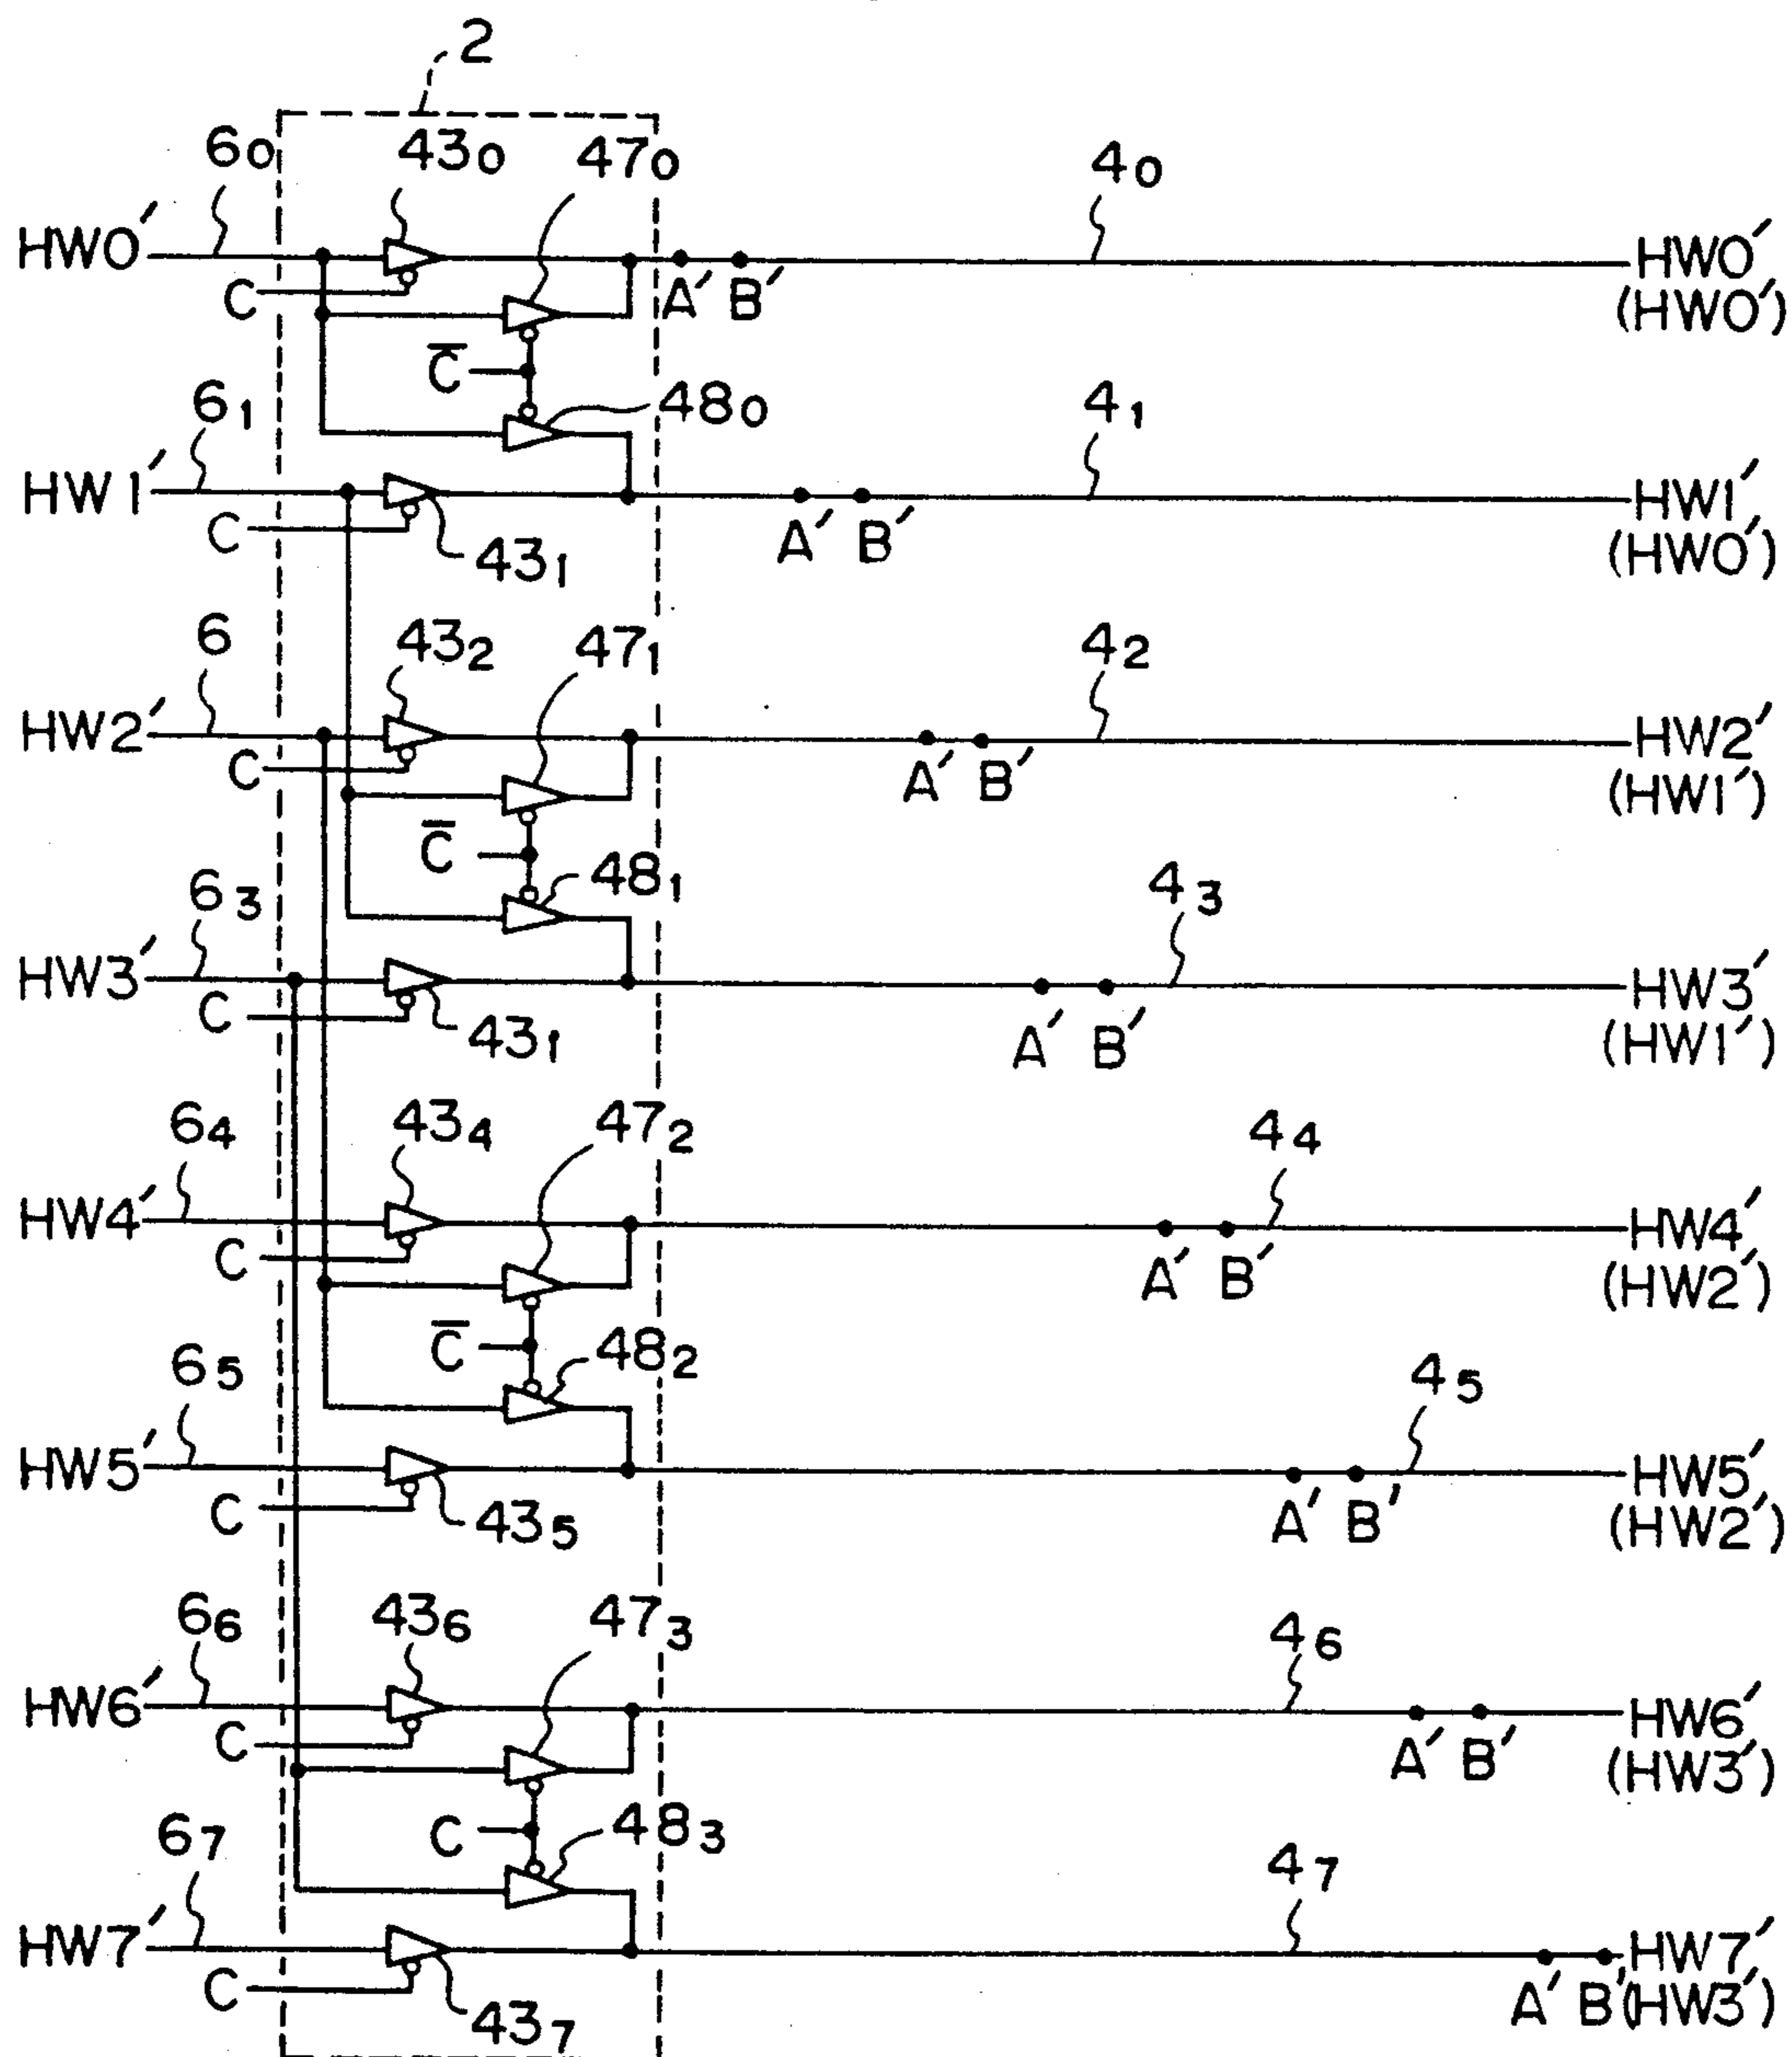 2
6₀ 43₀ 47₀ 4₀
HW0′ HW0′
C A′ B′ (HW0′)
C̅
6₁ 48₀ 4₁
HW1′ HW1′
C A′ B′ (HW0′)
43₁
6 43₂ 47₁ 4₂
HW2′ HW2′
C A′ B′ (HW1′)
C̅
6₃ 48₁ 4₃
HW3′ HW3′
C 43₁ A′ B′ (HW1′)
6₄ 43₄ 47₂ 4₄
HW4′ HW4′
C A′ B′ (HW2′)
C̅
6₅ 48₂ 4₅
HW5′ HW5′
C 43₅ A′ B′ (HW2′)
6₆ 43₆ 47₃ 4₆
HW6′ HW6′
C A′ B′ (HW3′)
C
6₇ 48₃ 4₇
HW7′ HW7′
C A′ B′ (HW3′)
43₇